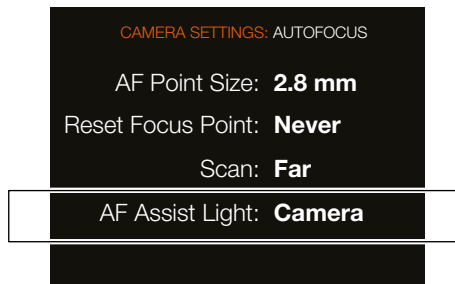 CAMERA SETTINGS: AUTOFOCUS
AF Point Size: 2.8 mm
Reset Focus Point: Never
Scan: Far
AF Assist Light: Camera